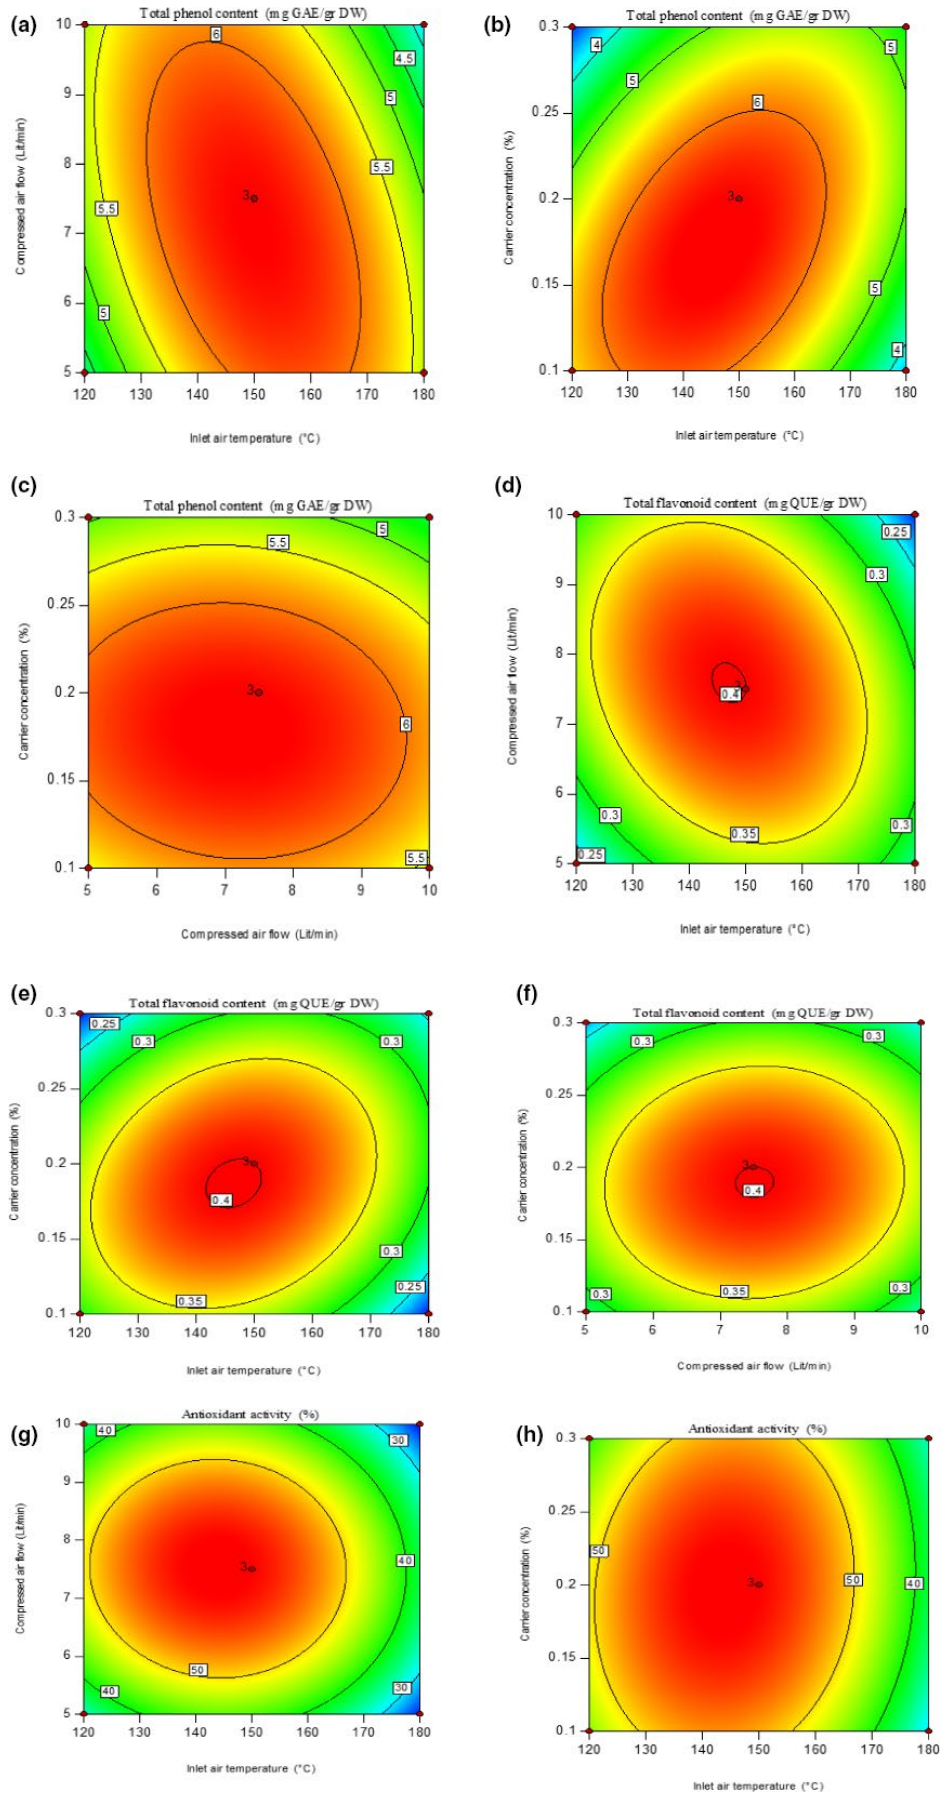 (a)
Total phenol content (mg GAE/gr DW)
10
9
8
7
6
5
Compressed air flow (Lit/min)
6
4.5
5
5.5
5.5
5
3
120 130 140 150 160 170 180
Inlet air temperature (°C)
(b)
Total phenol content (mg GAE/gr DW)
0.3
0.25
0.2
0.15
0.1
Carrier concentration (%)
4
5
5
6
5
4
3
120 130 140 150 160 170 180
Inlet air temperature (°C)
(c)
Total phenol content (mg GAE/gr DW)
0.3
0.25
0.2
0.15
0.1
Carrier concentration (%)
5
5.5
6
5.5
3
5 6 7 8 9 10
Compressed air flow (Lit/min)
(d)
Total flavonoid content (mg QUE/gr DW)
10
9
8
7
6
5
Compressed air flow (Lit/min)
0.25
0.3
3
0.4
0.3
0.35
0.3
0.25
120 130 140 150 160 170 180
Inlet air temperature (°C)
(e)
Total flavonoid content (mg QUE/gr DW)
0.3
0.25
0.2
0.15
0.1
Carrier concentration (%)
0.25
0.3
0.3
3
0.4
0.3
0.25
0.35
120 130 140 150 160 170 180
Inlet air temperature (°C)
(f)
Total flavonoid content (mg QUE/gr DW)
0.3
0.25
0.2
0.15
0.1
Carrier concentration (%)
0.3
0.3
3
0.4
0.35
0.3
0.3
5 6 7 8 9 10
Compressed air flow (Lit/min)
(g)
Antioxidant activity (%)
10
9
8
7
6
5
Compressed air flow (Lit/min)
40
30
3
40
50
40
30
120 130 140 150 160 170 180
Inlet air temperature (°C)
(h)
Antioxidant activity (%)
0.3
0.25
0.2
0.15
0.1
Carrier concentration (%)
50
3
50
40
120 130 140 150 160 170 180
Inlet air temperature (°C)